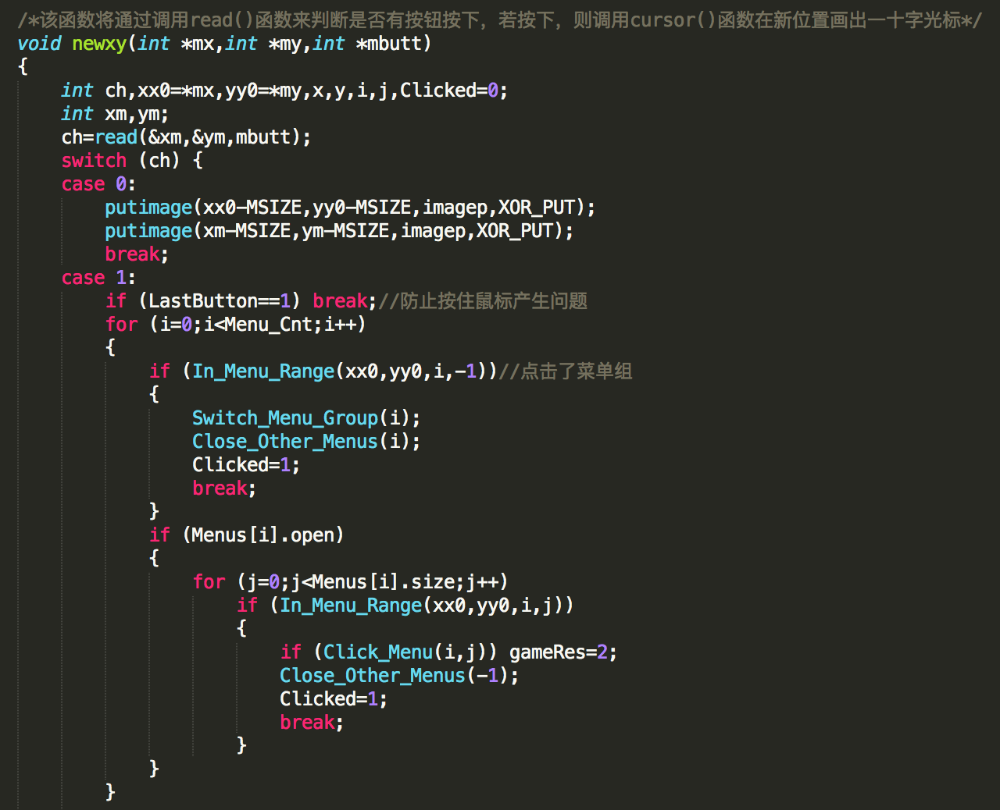 /*该函数将通过调用read()函数来判断是否有按钮按下，若按下，则调用cursor()函数在新位置画出一十字光标*/
void newxy(int *mx,int *my,int *mbutt)
{
    int ch,xx0=*mx,yy0=*my,x,y,i,j,Clicked=0;
    int xm,ym;
    ch=read(&xm,&ym,mbutt);
    switch (ch) {
    case 0:
        putimage(xx0-MSIZE,yy0-MSIZE,imagep,XOR_PUT);
        putimage(xm-MSIZE,ym-MSIZE,imagep,XOR_PUT);
        break;
    case 1:
        if (LastButton==1) break;//防止按住鼠标产生问题
        for (i=0;i<Menu_Cnt;i++)
        {
            if (In_Menu_Range(xx0,yy0,i,-1))//点击了菜单组
            {
                Switch_Menu_Group(i);
                Close_Other_Menus(i);
                Clicked=1;
                break;
            }
            if (Menus[i].open)
            {
                for (j=0;j<Menus[i].size;j++)
                    if (In_Menu_Range(xx0,yy0,i,j))
                    {
                        if (Click_Menu(i,j)) gameRes=2;
                        Close_Other_Menus(-1);
                        Clicked=1;
                        break;
                    }
            }
        }